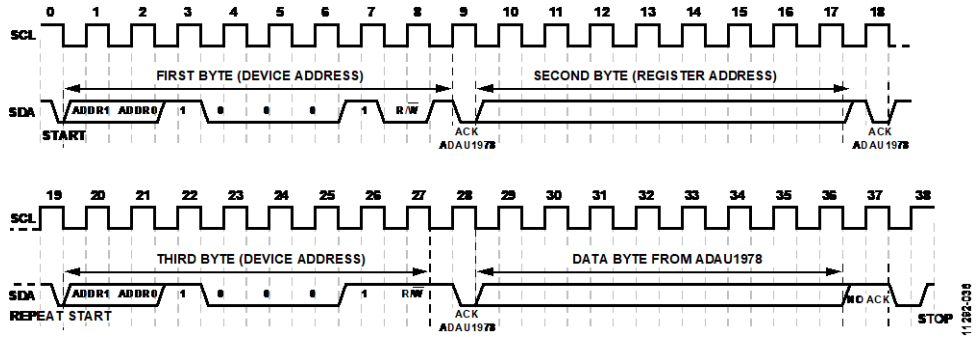 0 1 2 3 4 5 6 7 8 9 10 11 12 13 14 15 16 17 18
SCL
FIRST BYTE (DEVICE ADDRESS) SECOND BYTE (REGISTER ADDRESS)
SDA ADDR1 ADDR0 1 0 0 0 1 R/W
START ACK ACK
ADAU1978 ADAU1978
19 20 21 22 23 24 25 26 27 28 29 30 31 32 33 34 35 36 37 38
SCL
THIRD BYTE (DEVICE ADDRESS) DATA BYTE FROM ADAU1978
SDA ADDR1 ADDR0 1 0 0 0 1 R/W NO ACK
REPEAT START ACK STOP
ADAU1978
11292-038